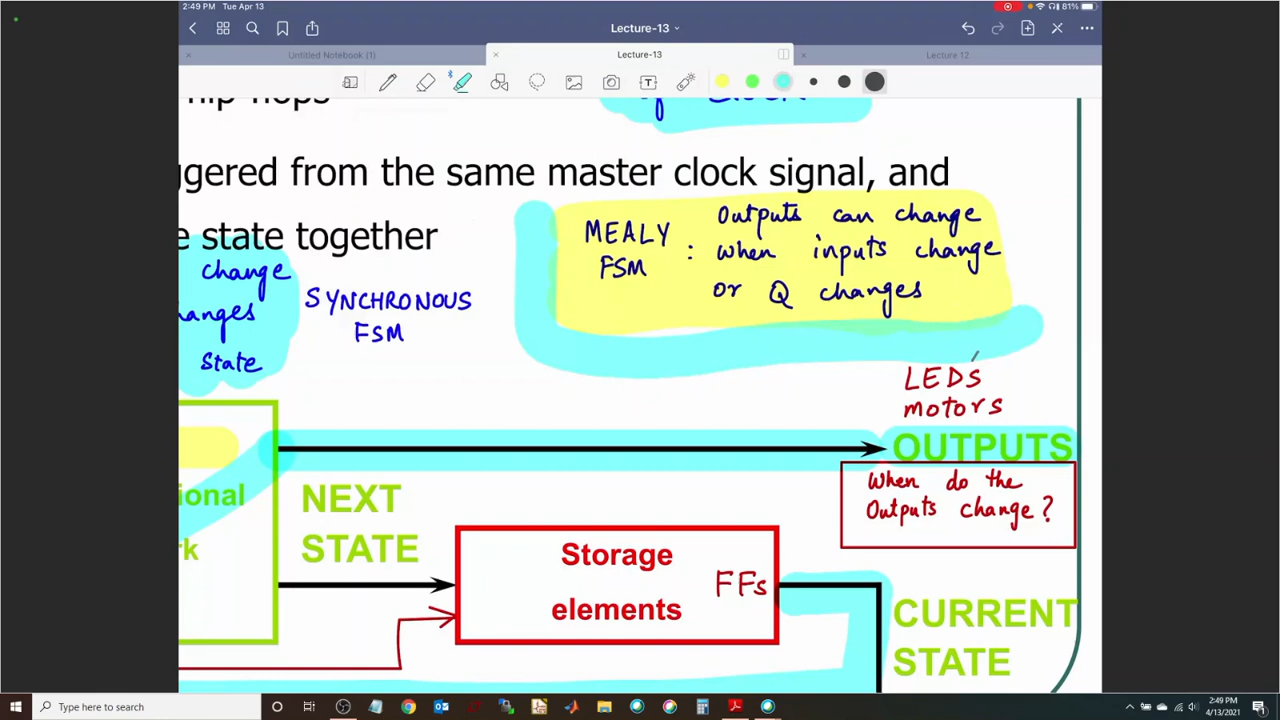 2:49 PM Tue Apr 13
81%
Lecture-13
Untitled Notebook (1)
Lecture-13
Lecture 12
ggered from the same master clock signal, and
e state together
MEALY FSM : Outputs can change
when inputs change
or Q changes
change
anges
State
SYNCHRONOUS
FSM
LEDS
motors
OUTPUTS
When do the
Outputs change?
ional
rk
NEXT
STATE
Storage
elements
FFs
CURRENT
STATE
Type here to search
2:49 PM
4/13/2021